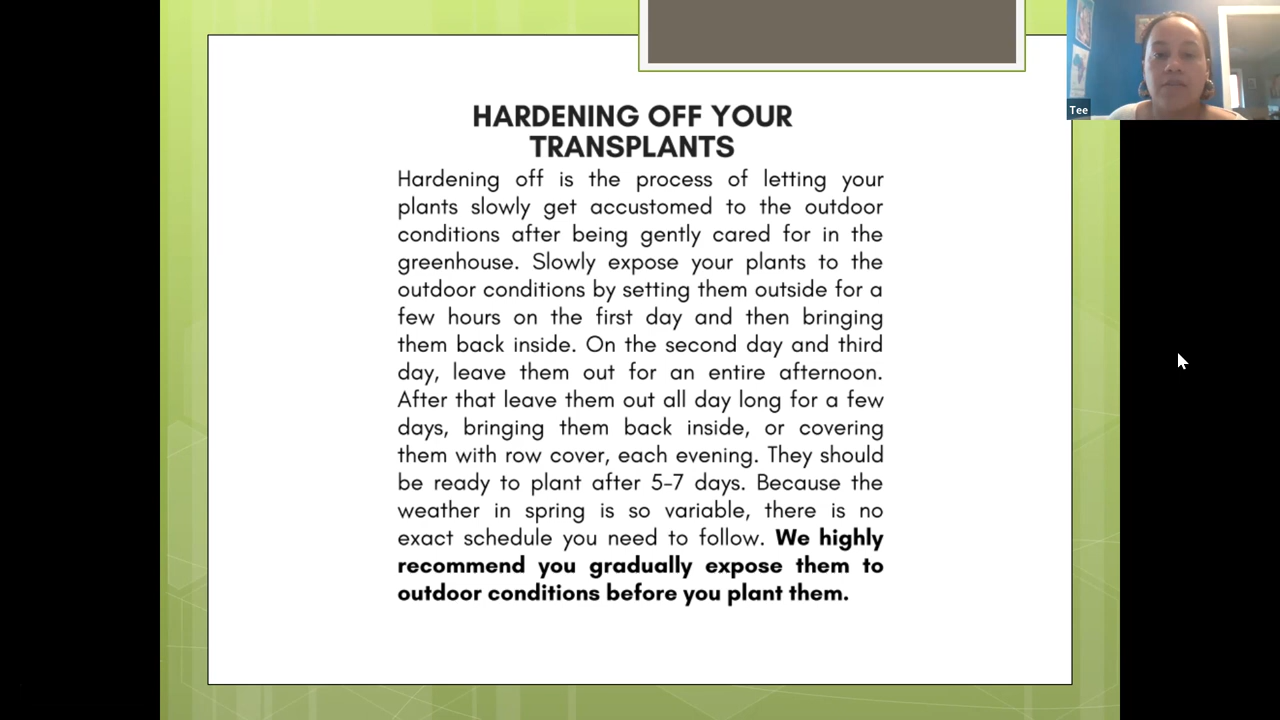 HARDENING OFF YOUR
TRANSPLANTS
Hardening off is the process of letting your
plants slowly get accustomed to the outdoor
conditions after being gently cared for in the
greenhouse. Slowly expose your plants to the
outdoor conditions by setting them outside for a
few hours on the first day and then bringing
them back inside. On the second day and third
day, leave them out for an entire afternoon.
After that leave them out all day long for a few
days, bringing them back inside, or covering
them with row cover, each evening. They should
be ready to plant after 5-7 days. Because the
weather in spring is so variable, there is no
exact schedule you need to follow. We highly
recommend you gradually expose them to
outdoor conditions before you plant them.
Tee